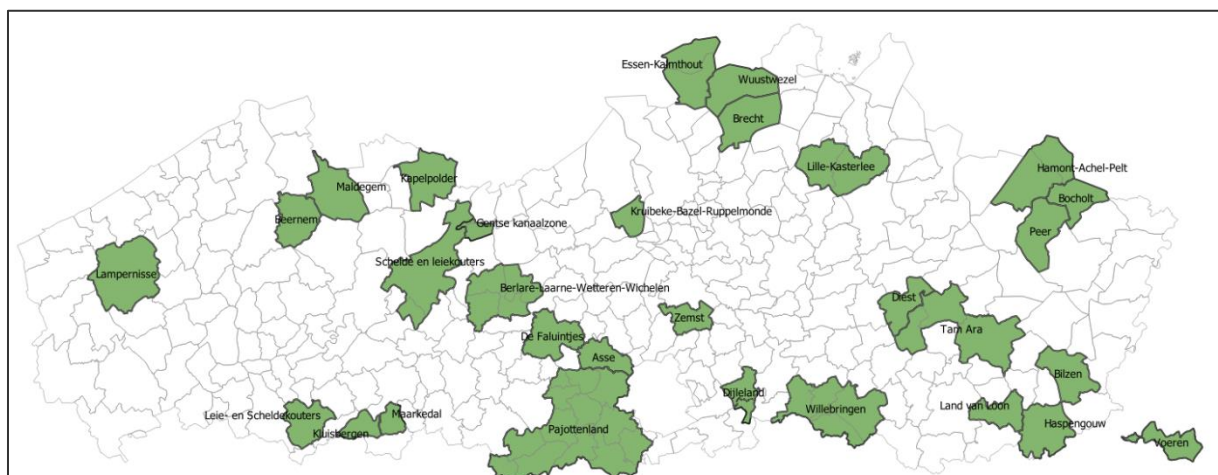 Essen-Kalmthout
Wuustwezel
Brecht
Lille-Kasterlee
Hamont-Achel-Pelt
Bocholt
Peer
Maldegem
Kapelpolder
Beernem
Gentse kanaalzone
Kruibeke-Bazel-Ruppelmonde
Lampernisse
Schelde en leiekouters
Berlare-Laarne-Wetteren-Wichelen
Zemst
Diest
Tam Ara
De Faluintjes
Asse
Bilzen
Dijleland
Willebringen
Land van Loon
Haspengouw
Leie- en Scheldekouters
Kluisbergen
Maarkedal
Pajottenland
Voeren